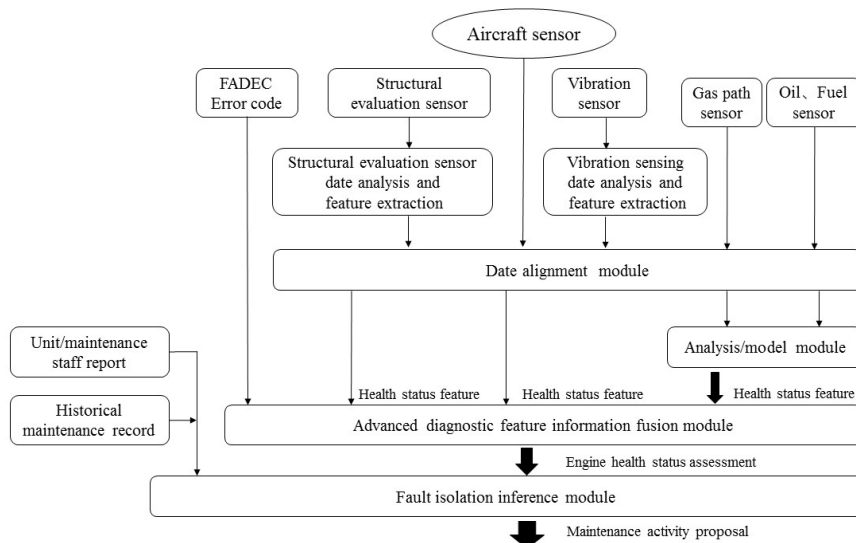 Aircraft sensor
FADEC
Error code
Structural
evaluation sensor
Vibration
sensor
Gas path
sensor
Oil、Fuel
sensor
Structural evaluation sensor
date analysis and
feature extraction
Vibration sensing
date analysis and
feature extraction
Date alignment module
Unit/maintenance
staff report
Analysis/model module
Historical
maintenance record
Health status feature
Health status feature
Health status feature
Advanced diagnostic feature information fusion module
Engine health status assessment
Fault isolation inference module
Maintenance activity proposal